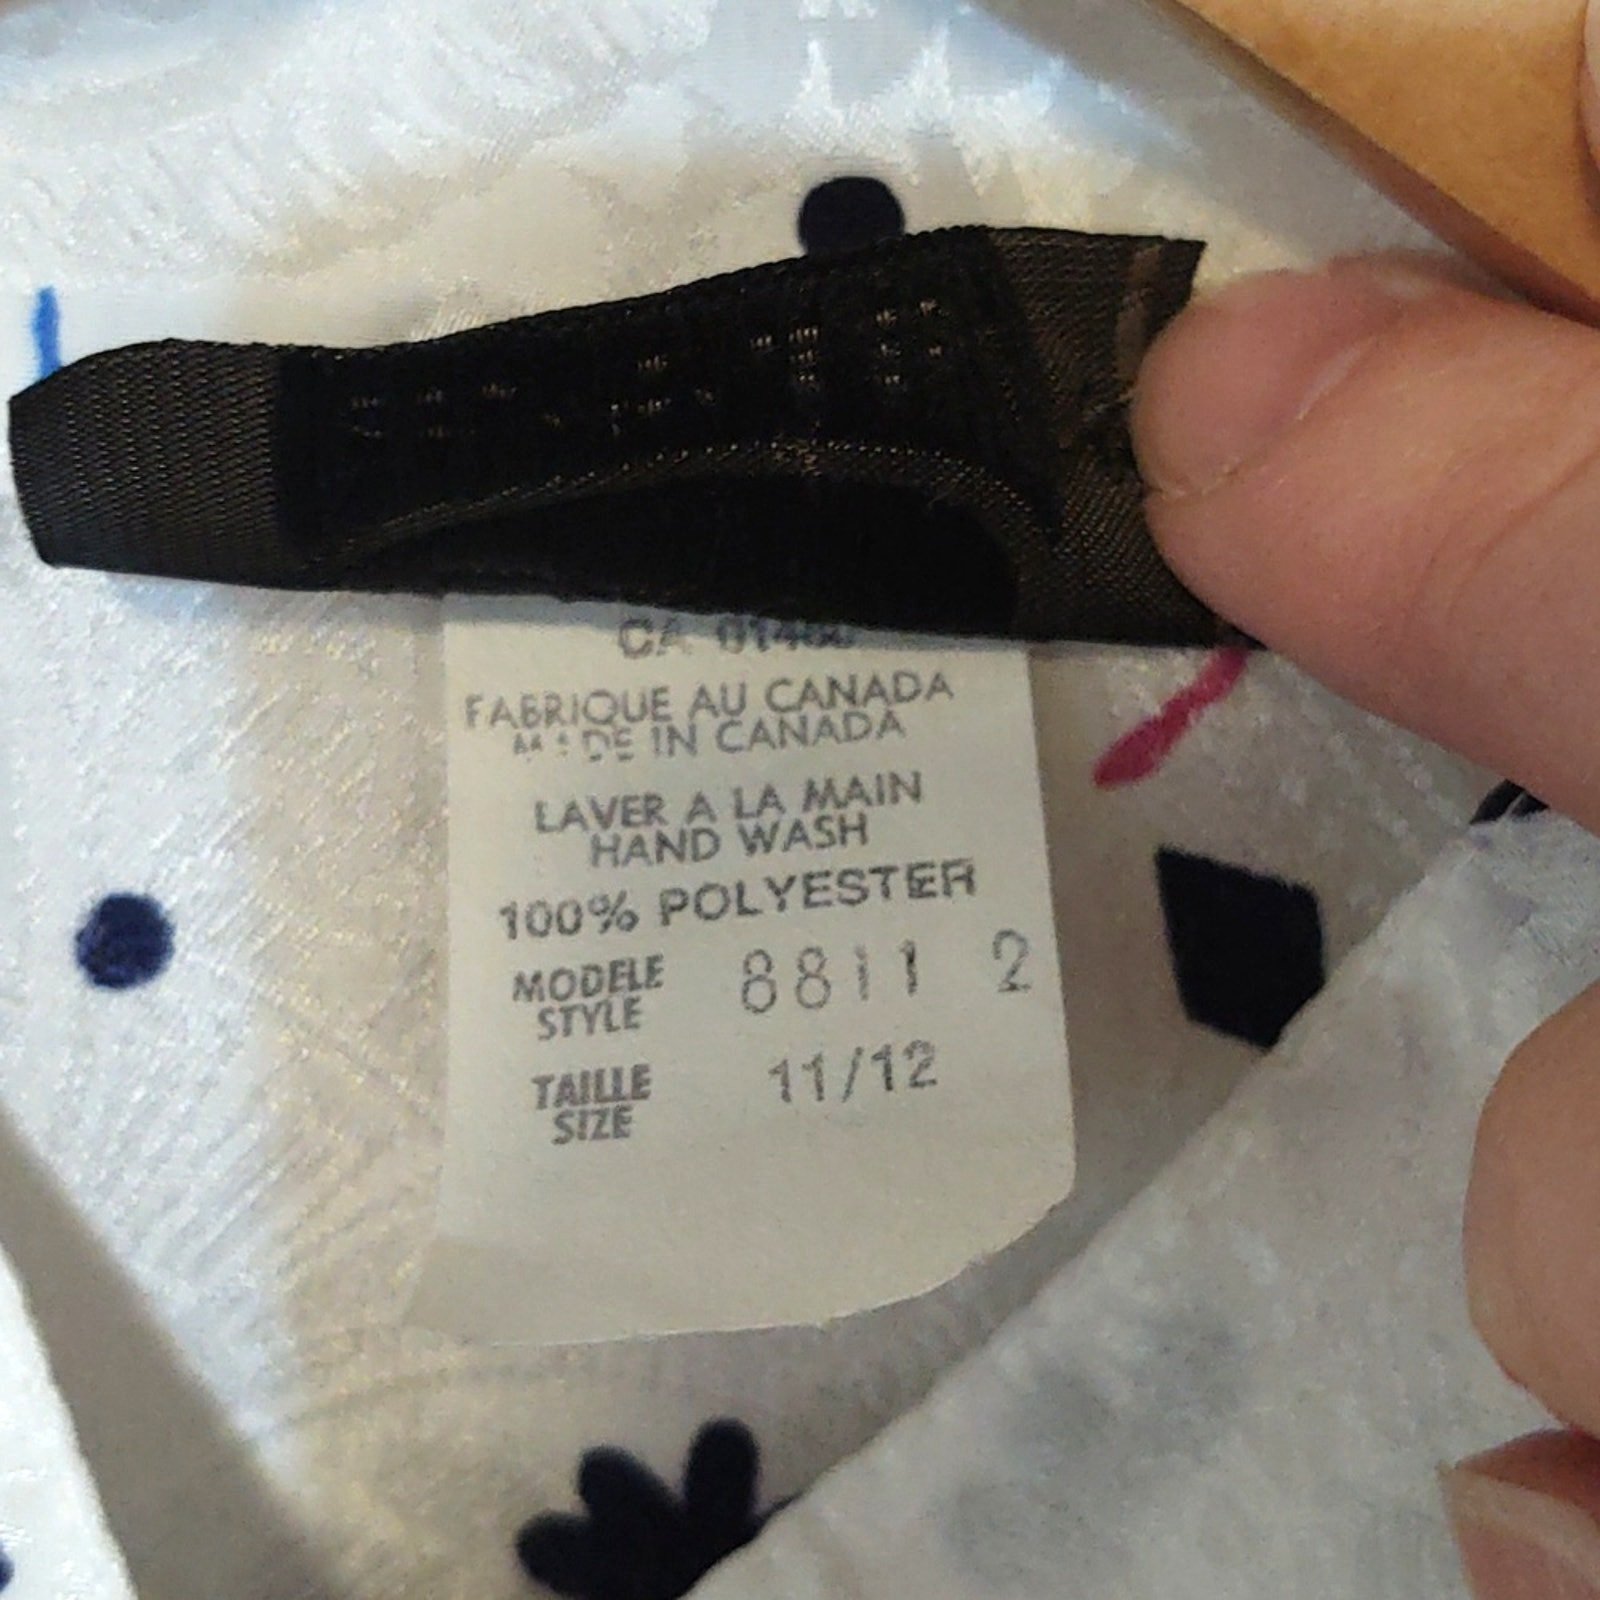 CA
FABRIQUE AU CANADA
MADE IN CANADA
LAVER A LA MAIN
HAND WASH
100% POLYESTER
MODELE 8811 2
STYLE
TAILLE 11/12
SIZE